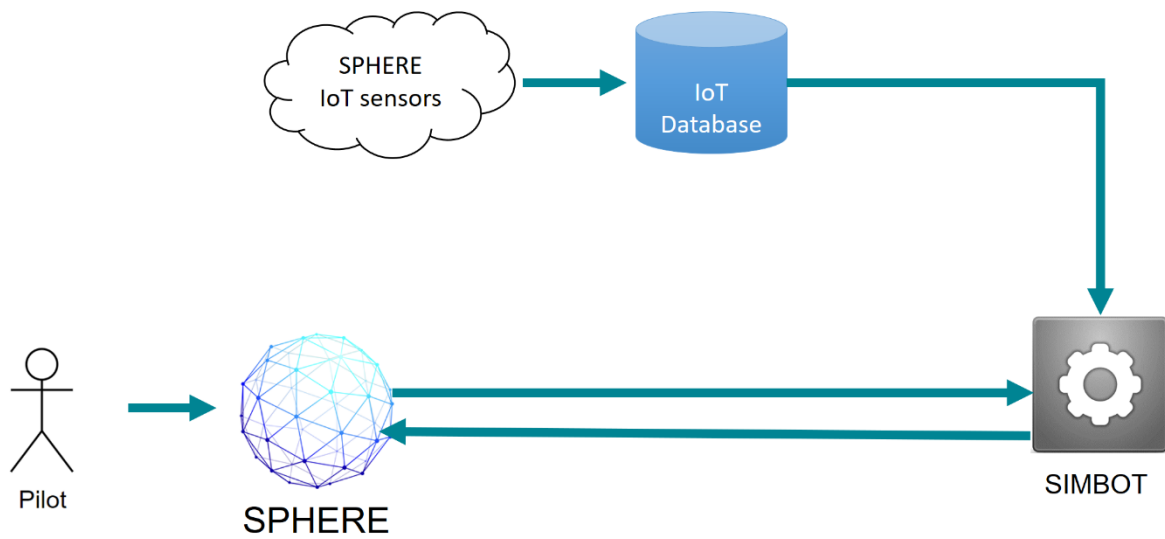 SPHERE
IoT sensors
IoT
Database
Pilot
SPHERE
SIMBOT